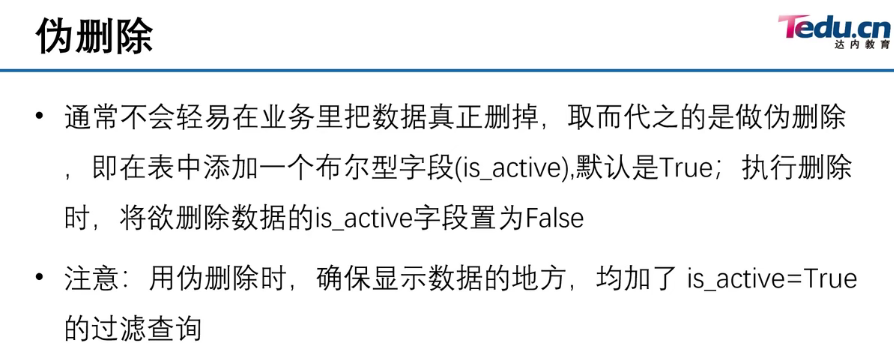 伪删除
Tedu.cn
达内教育
• 通常不会轻易在业务里把数据真正删掉，取而代之的是做伪删除
，即在表中添加一个布尔型字段(is_active),默认是True；执行删除
时，将欲删除数据的is_active字段置为False
• 注意：用伪删除时，确保显示数据的地方，均加了 is_active=True
的过滤查询